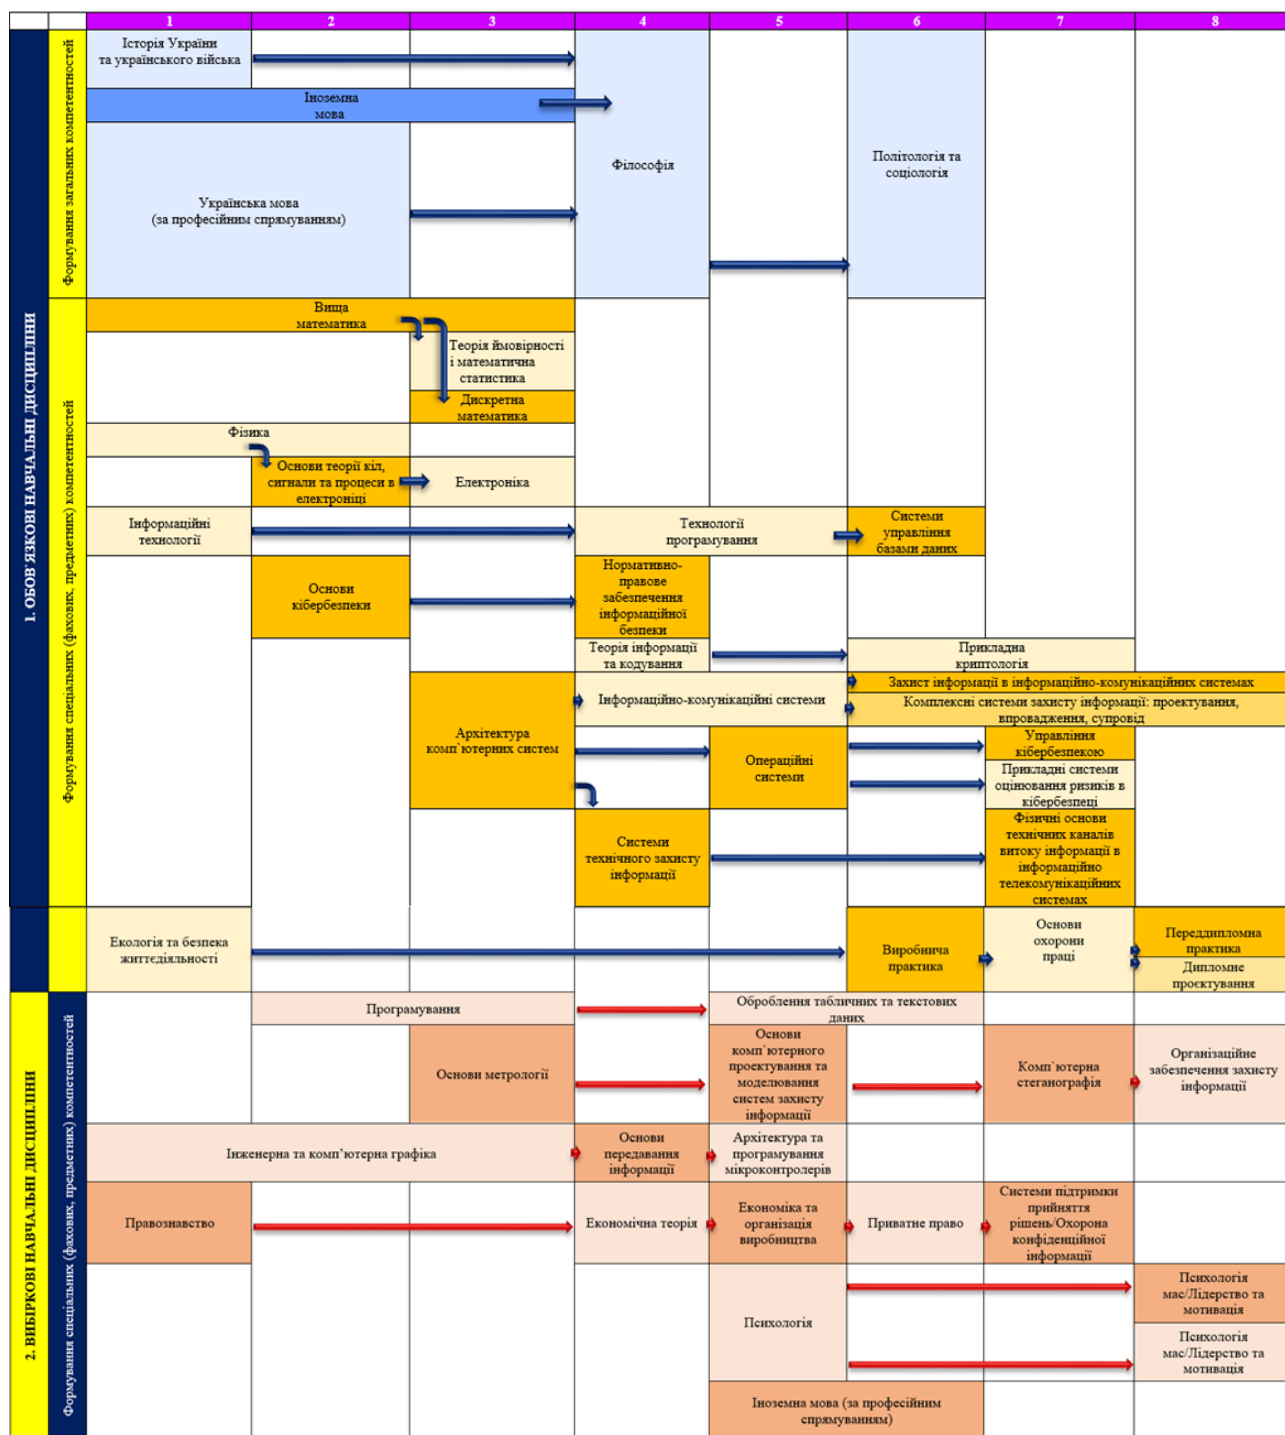 1 2 3 4 5 6 7 8
1. ОБОВ`ЯЗКОВІ НАВЧАЛЬНІ ДИСЦИПЛІНИ
Формування загальних компетентностей
Історія України
та українського війська
Іноземна
мова
Українська мова
(за професійним спрямуванням)
Філософія
Політологія та
соціологія
Формування спеціальних (фахових, предметних) компетентностей
Вища
математика
Теорія ймовірності
і математична
статистика
Дискретна
математика
Фізика
Основи теорії кіл,
сигнали та процеси в
електроніці
Електроніка
Інформаційні
технології
Технології
програмування
Системи
управління
базами даних
Основи
кібербезпеки
Нормативно-
правове
забезпечення
інформаційної
безпеки
Теорія інформації
та кодування
Прикладна
криптологія
Архітектура
комп`ютерних систем
Інформаційно-комунікаційні системи
Захист інформації в інформаційно-комунікаційних системах
Комплексні системи захисту інформації: проектування,
впровадження, супровід
Операційні
системи
Управління
кібербезпекою
Прикладні системи
оцінювання ризиків в
кібербезпеці
Системи
технічного захисту
інформації
Фізичні основи
технічних каналів
витоку інформації в
інформаційно
телекомунікаційних
системах
Екологія та безпека
життєдіяльності
Виробнича
практика
Основи
охорони
праці
Переддипломна
практика
Дипломне
проєктування
2. ВИБІРКОВІ НАВЧАЛЬНІ ДИСЦИПЛІНИ
Формування спеціальних (фахових, предметних) компетентностей
Програмування
Оброблення табличних та текстових
даних
Основи метрології
Основи
комп`ютерного
проектування та
моделювання
систем захисту
інформації
Комп`ютерна
стеганографія
Організаційне
забезпечення захисту
інформації
Інженерна та комп’ютерна графіка
Основи
передавання
інформації
Архітектура та
програмування
мікроконтролерів
Правознавство
Економічна теорія
Економіка та
організація
виробництва
Приватне право
Системи підтримки
прийняття
рішень/Охорона
конфіденційної
інформації
Психологія
Психологія
мас/Лідерство та
мотивація
Психологія
мас/Лідерство та
мотивація
Іноземна мова (за професійним
спрямуванням)